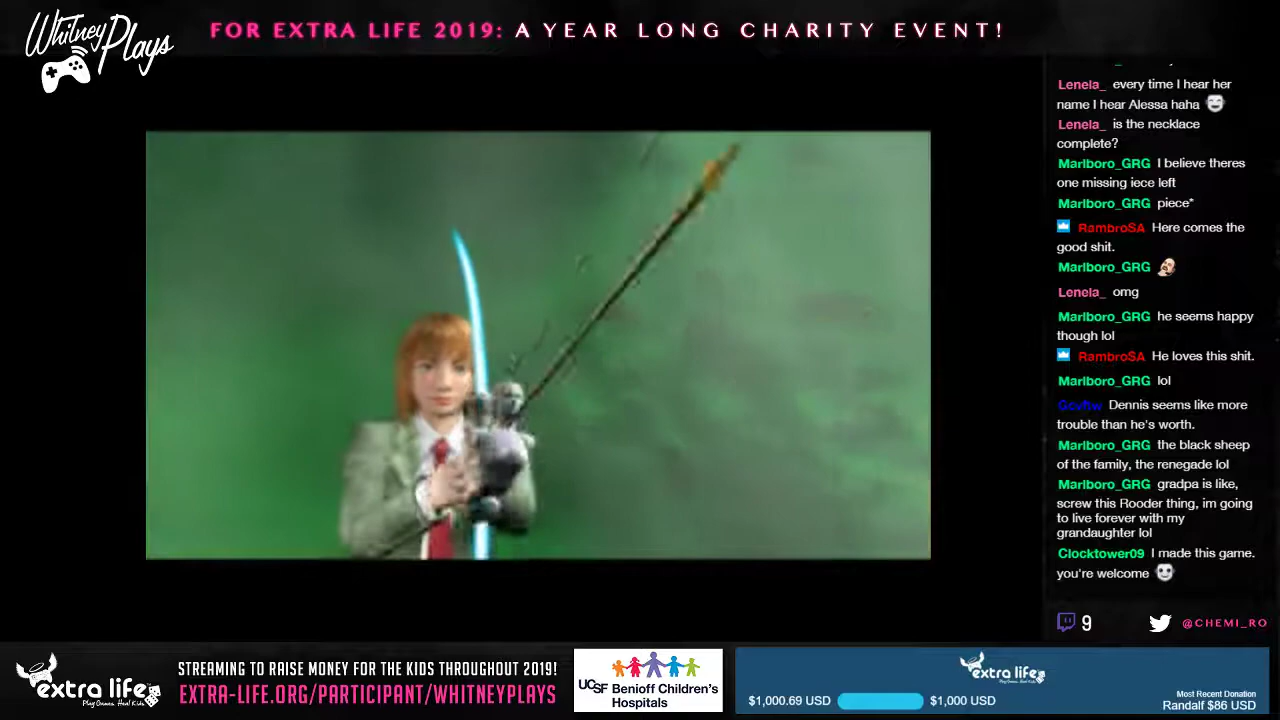 Whitney Plays
FOR EXTRA LIFE 2019: A YEAR LONG CHARITY EVENT!
Lenela_ every time I hear her
name I hear Alessa haha
Lenela_ is the necklace
complete?
Marlboro_GRG I believe theres
one missing iece left
Marlboro_GRG piece*
RambroSA Here comes the
good shit.
Marlboro_GRG
Lenela_ omg
Marlboro_GRG he seems happy
though lol
RambroSA He loves this shit.
Marlboro_GRG lol
Dennis seems like more
trouble than he's worth.
Marlboro_GRG the black sheep
of the family, the renegade lol
Marlboro_GRG gradpa is like,
screw this Rooder thing, im going
to live forever with my
grandaughter lol
Clocktower09 I made this game.
you're welcome
9
@CHEMI_RO
extra life
Play Games. Heal Kids.
STREAMING TO RAISE MONEY FOR THE KIDS THROUGHOUT 2019!
EXTRA-LIFE.ORG/PARTICIPANT/WHITNEYPLAYS
UCSF Benioff Children's
Hospitals
extra life
Play Games. Heal Kids.
$1,000.69 USD
$1,000 USD
Most Recent Donation
Randalf $86 USD